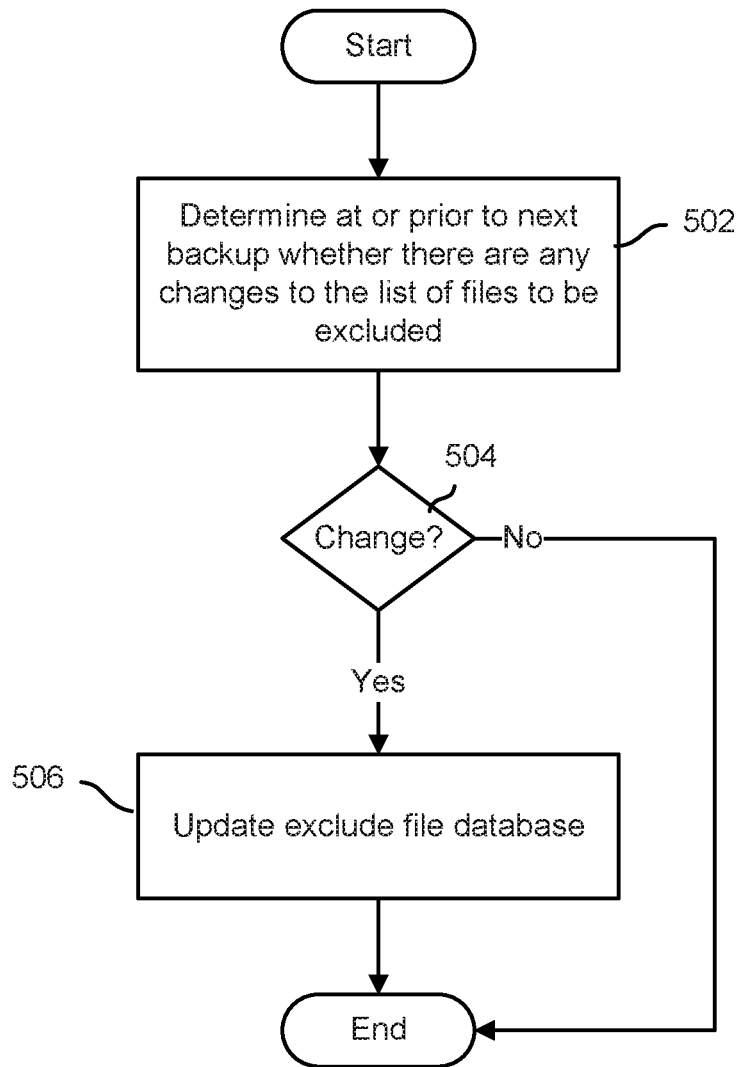 Start
Determine at or prior to next
backup whether there are any
changes to the list of files to be
excluded
502
504
Change?
No
Yes
506
Update exclude file database
End